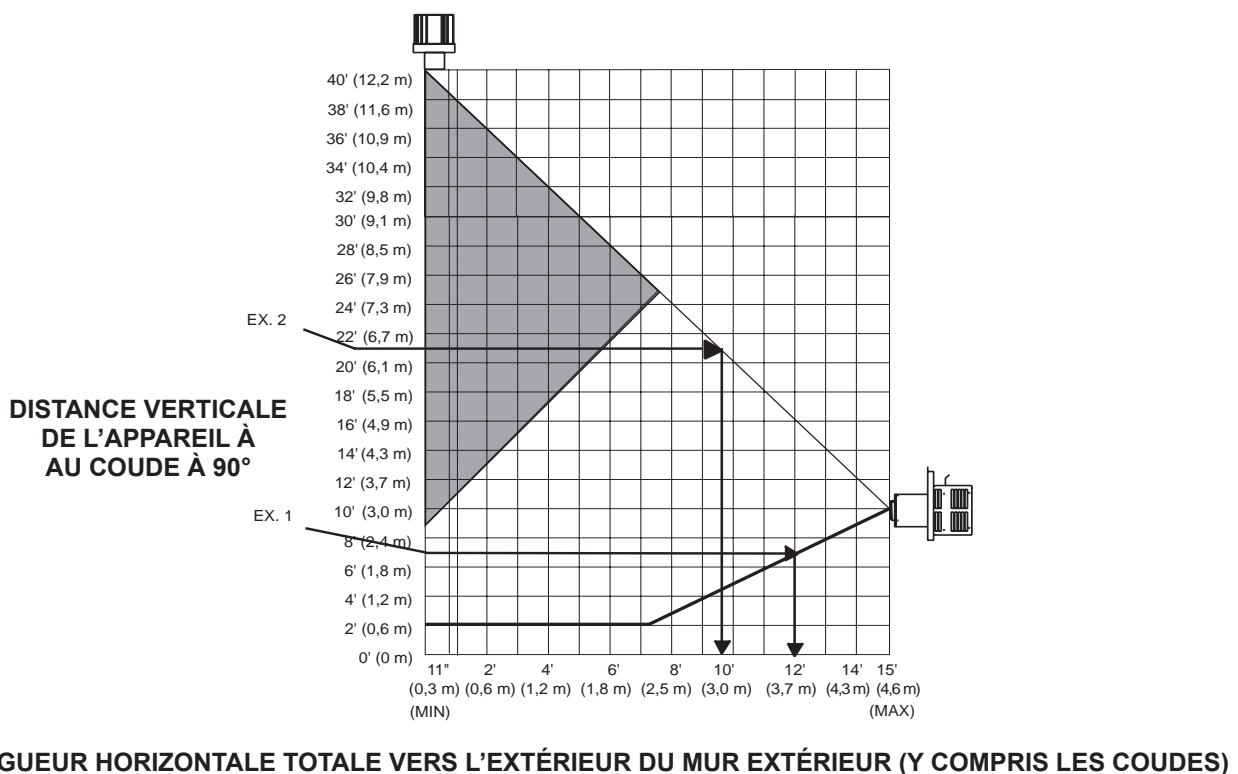 40' (12,2 m)
38' (11,6 m)
36' (10,9 m)
34' (10,4 m)
32' (9,8 m)
30' (9,1 m)
28' (8,5 m)
26' (7,9 m)
24' (7,3 m)
EX. 2
22' (6,7 m)
20' (6,1 m)
18' (5,5 m)
DISTANCE VERTICALE
DE L'APPAREIL À
AU COUDE À 90°
16' (4,9 m)
14' (4,3 m)
12' (3,7 m)
10' (3,0 m)
EX. 1
8' (2,4 m)
6' (1,8 m)
4' (1,2 m)
2' (0,6 m)
0' (0 m)
11" 2' 4' 6' 8' 10' 12' 14' 15'
(0,3 m) (0,6 m) (1,2 m) (1,8 m) (2,5 m) (3,0 m) (3,7 m) (4,3 m) (4,6 m)
(MIN) (MAX)
GUEUR HORIZONTALE TOTALE VERS L'EXTÉRIEUR DU MUR EXTÉRIEUR (Y COMPRIS LES COUDES)